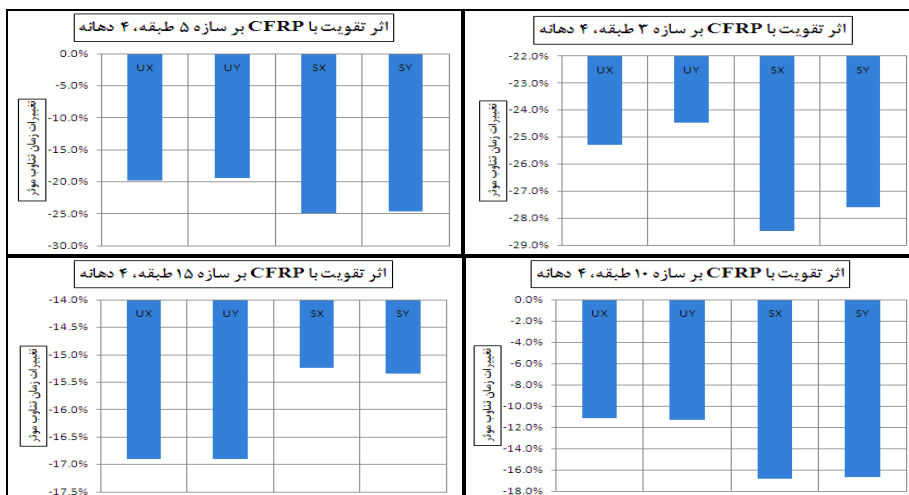 اثر تقویت با CFRP بر سازه ۵ طبقه، ۴ دهانه
0.0%
-5.0%
-10.0%
-15.0%
-20.0%
-25.0%
-30.0%
UX UY SX SY
تغییرات زمان تناوب موثر
اثر تقویت با CFRP بر سازه ۳ طبقه، ۴ دهانه
-22.0%
-23.0%
-24.0%
-25.0%
-26.0%
-27.0%
-28.0%
-29.0%
UX UY SX SY
تغییرات زمان تناوب موثر
اثر تقویت با CFRP بر سازه ۱۵ طبقه، ۴ دهانه
-14.0%
-14.5%
-15.0%
-15.5%
-16.0%
-16.5%
-17.0%
-17.5%
UX UY SX SY
تغییرات زمان تناوب موثر
اثر تقویت با CFRP بر سازه ۱۰ طبقه، ۴ دهانه
0.0%
-2.0%
-4.0%
-6.0%
-8.0%
-10.0%
-12.0%
-14.0%
-16.0%
-18.0%
UX UY SX SY
تغییرات زمان تناوب موثر